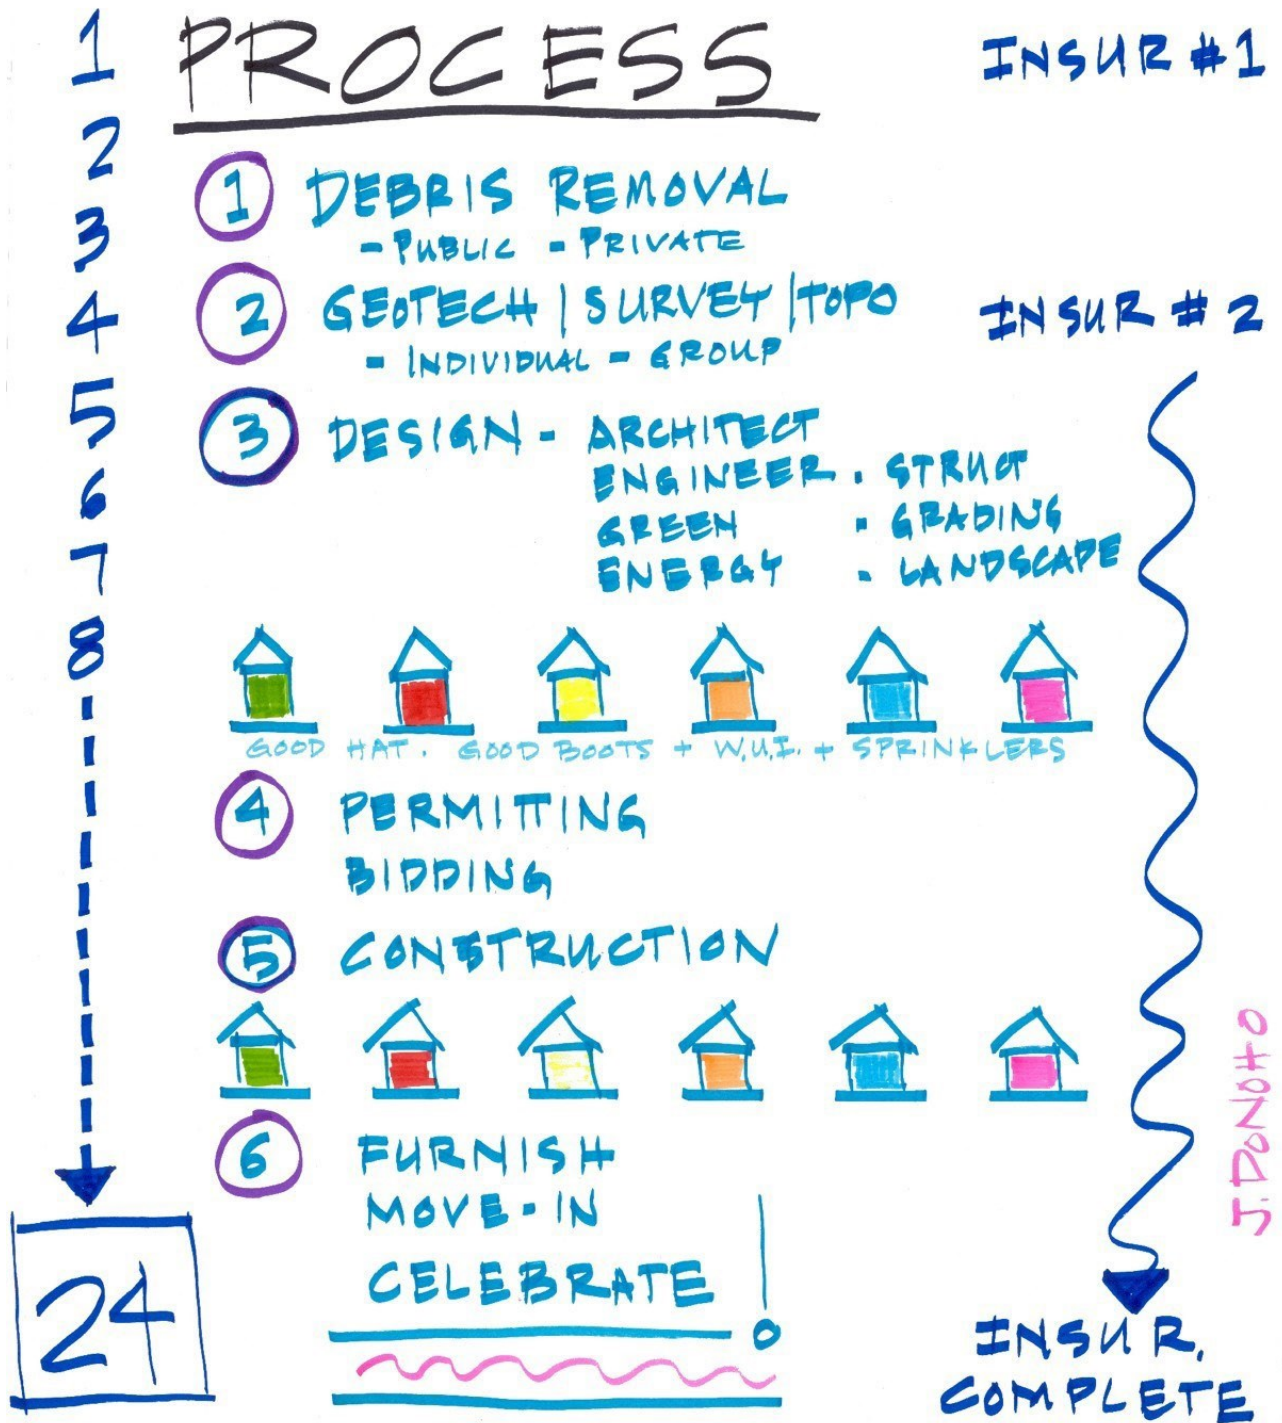 1 PROCESS INSUR #1
2
① DEBRIS REMOVAL
3
- PUBLIC - PRIVATE
② GEOTECH | SURVEY | TOPO INSUR #2
4
- INDIVIDUAL - GROUP
5
③ DESIGN - ARCHITECT
ENGINEER . STRUCT
6
GREEN . GRADING
7
ENERGY . LANDSCAPE
8
GOOD HAT. GOOD BOOTS + W.U.I. + SPRINKLERS
④ PERMITTING
BIDDING
⑤ CONSTRUCTION
⑥ FURNISH
MOVE-IN
CELEBRATE !
24
INSUR.
COMPLETE
J. DONOHO